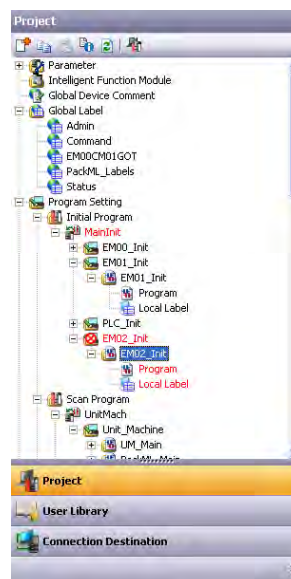 Project
Parameter
Intelligent Function Module
Global Device Comment
Global Label
Admin
Command
EM00CM01GOT
PackML_Labels
Status
Program Setting
Initial Program
MainInit
EM00_Init
EM01_Init
EM01_Init
Program
Local Label
PLC_Init
EM02_Init
EM02_Init
Program
Local Label
Scan Program
UnitMach
Unit_Machine
UM_Main
PackML_Main
Project
User Library
Connection Destination